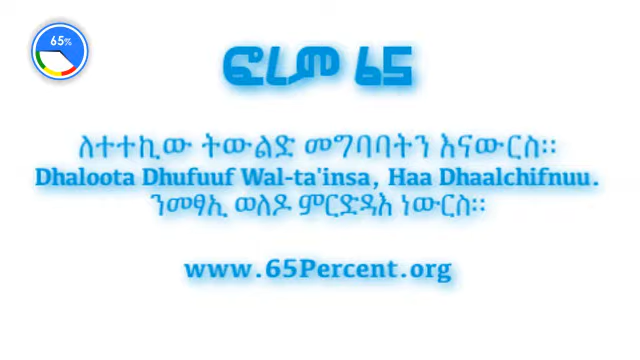 65%
ፎረም ፷፭
ለተተኪው ትውልድ መግባባትን እናውርስ፡፡
Dhaloota Dhufuuf Wal-ta'insa, Haa Dhaalchifnuu.
ንመፃኢ ወለዶ ምርድዳእ ነውርስ፡፡
www.65Percent.org